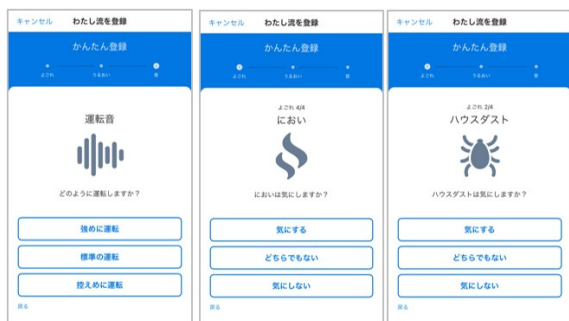 キャンセル わたし流を登録
かんたん登録
よごれ うるおい 音
運転音
どのように運転しますか？
強めに運転
標準の運転
控えめに運転
戻る
キャンセル わたし流を登録
かんたん登録
よごれ うるおい 音
よごれ 4/4
におい
においは気にしますか？
気にする
どちらでもない
気にしない
戻る
キャンセル わたし流を登録
かんたん登録
よごれ うるおい 音
よごれ 2/4
ハウスダスト
ハウスダストは気にしますか？
気にする
どちらでもない
気にしない
戻る